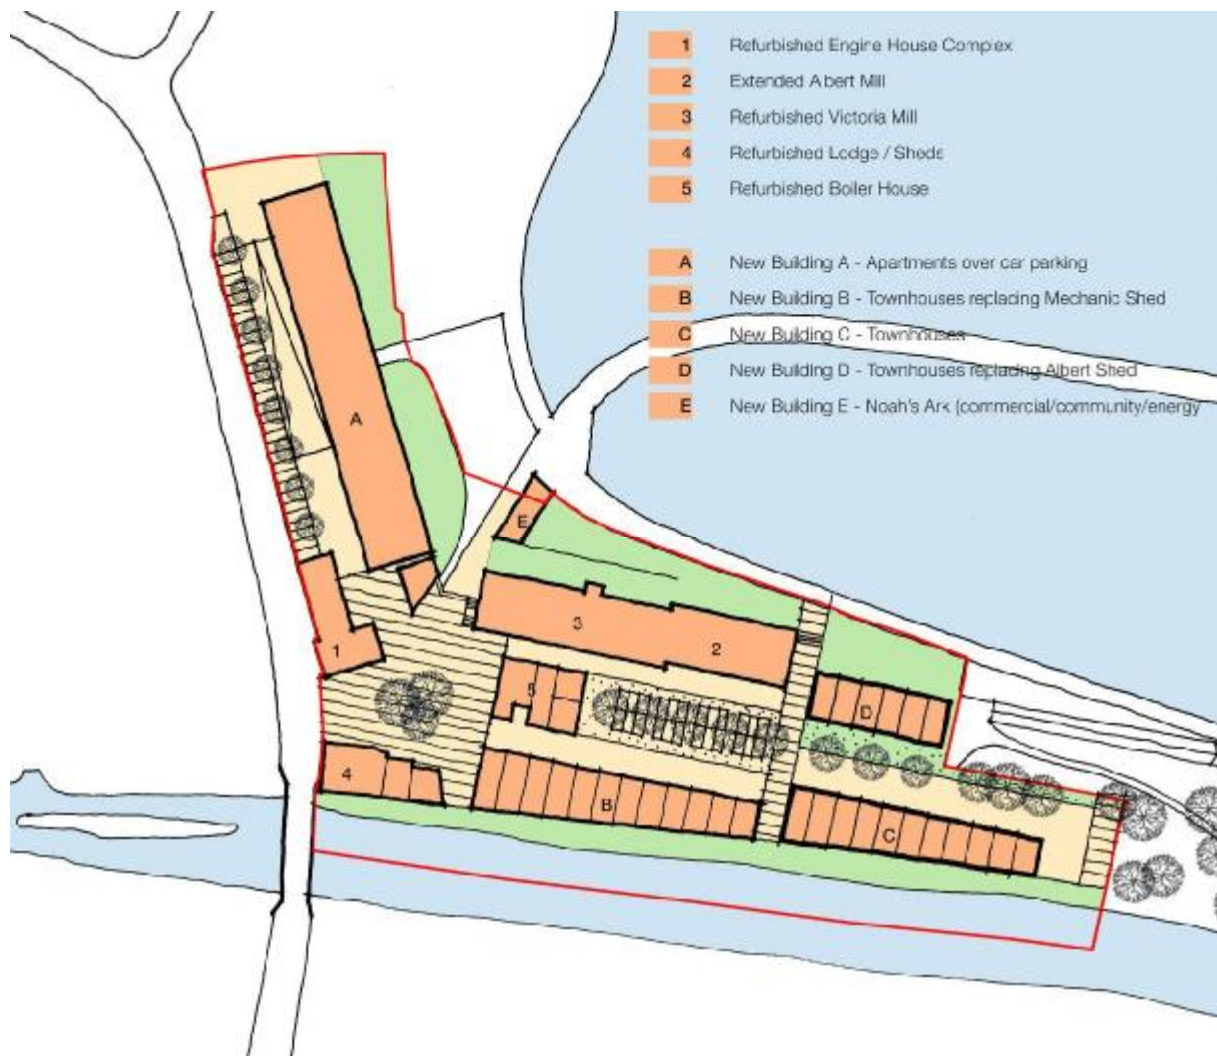 1 Refurbished Engine House Complex
2 Extended Abert Mill
3 Refurbished Victoria Mill
4 Refurbished Lodge / Sheds
5 Refurbished Boiler House
A New Building A - Apartments over car parking
B New Building B - Townhouses replacing Mechanic Shed
C New Building C - Townhouses
D New Building D - Townhouses replacing Albert Shed
E New Building E - Noah's Ark (commercial/community/energy
A
E
3
2
1
5
D
4
B
C